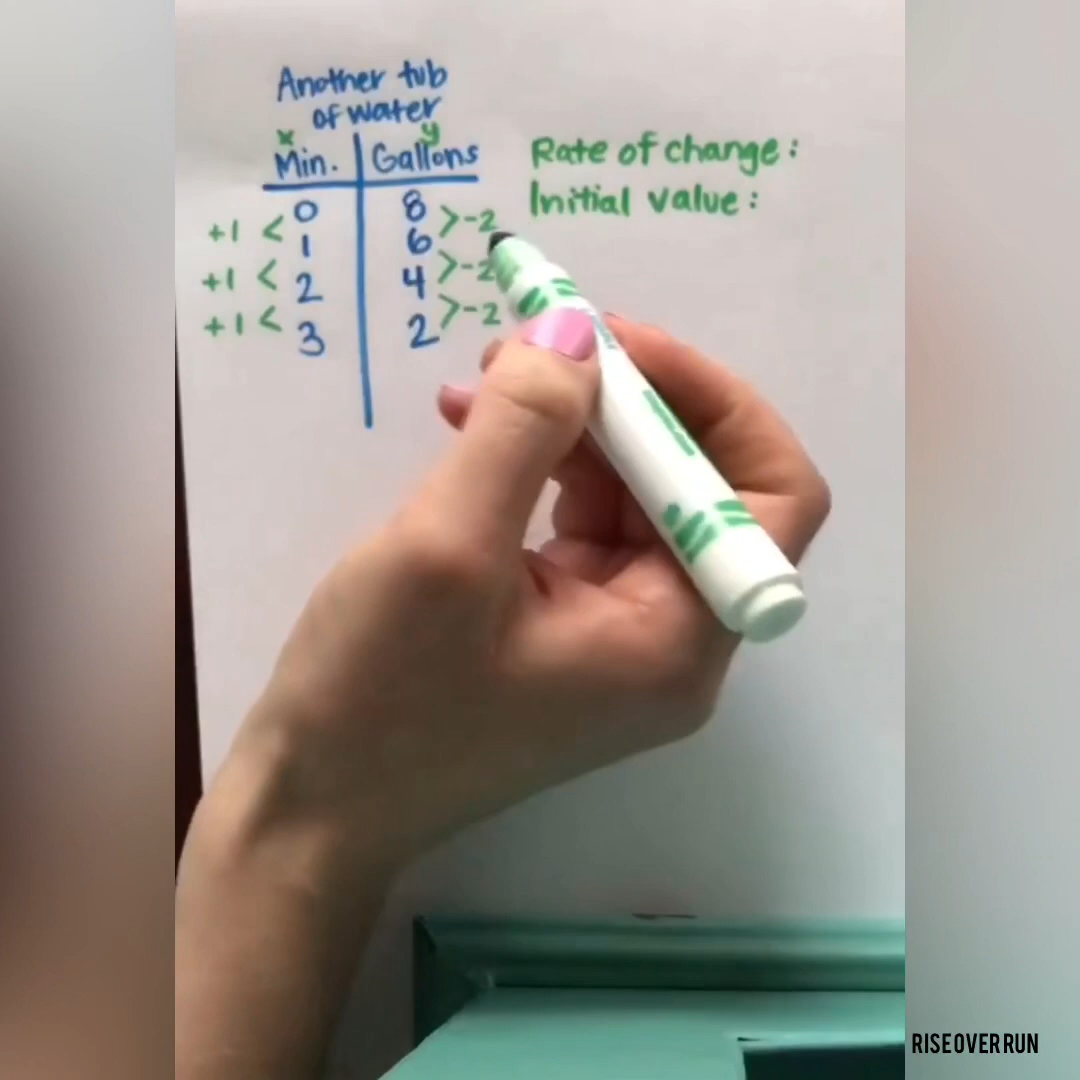 Another tub
of water
x y
Min. Gallons
0 8
+1 < > -2
1 6
+1 < > -2
2 4
+1 < > -2
3 2
Rate of change:
Initial value:
RISE OVER RUN